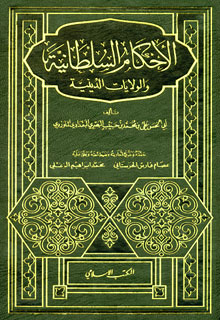 الأحكام السلطانية
والولايات الدينية
تأليف
أبي الحسن علي بن محمد بن حبيب البصري البغدادي الماوردي
عصام فارس الحرستاني
محمد إبراهيم الزغلي
المكتب الإسلامي